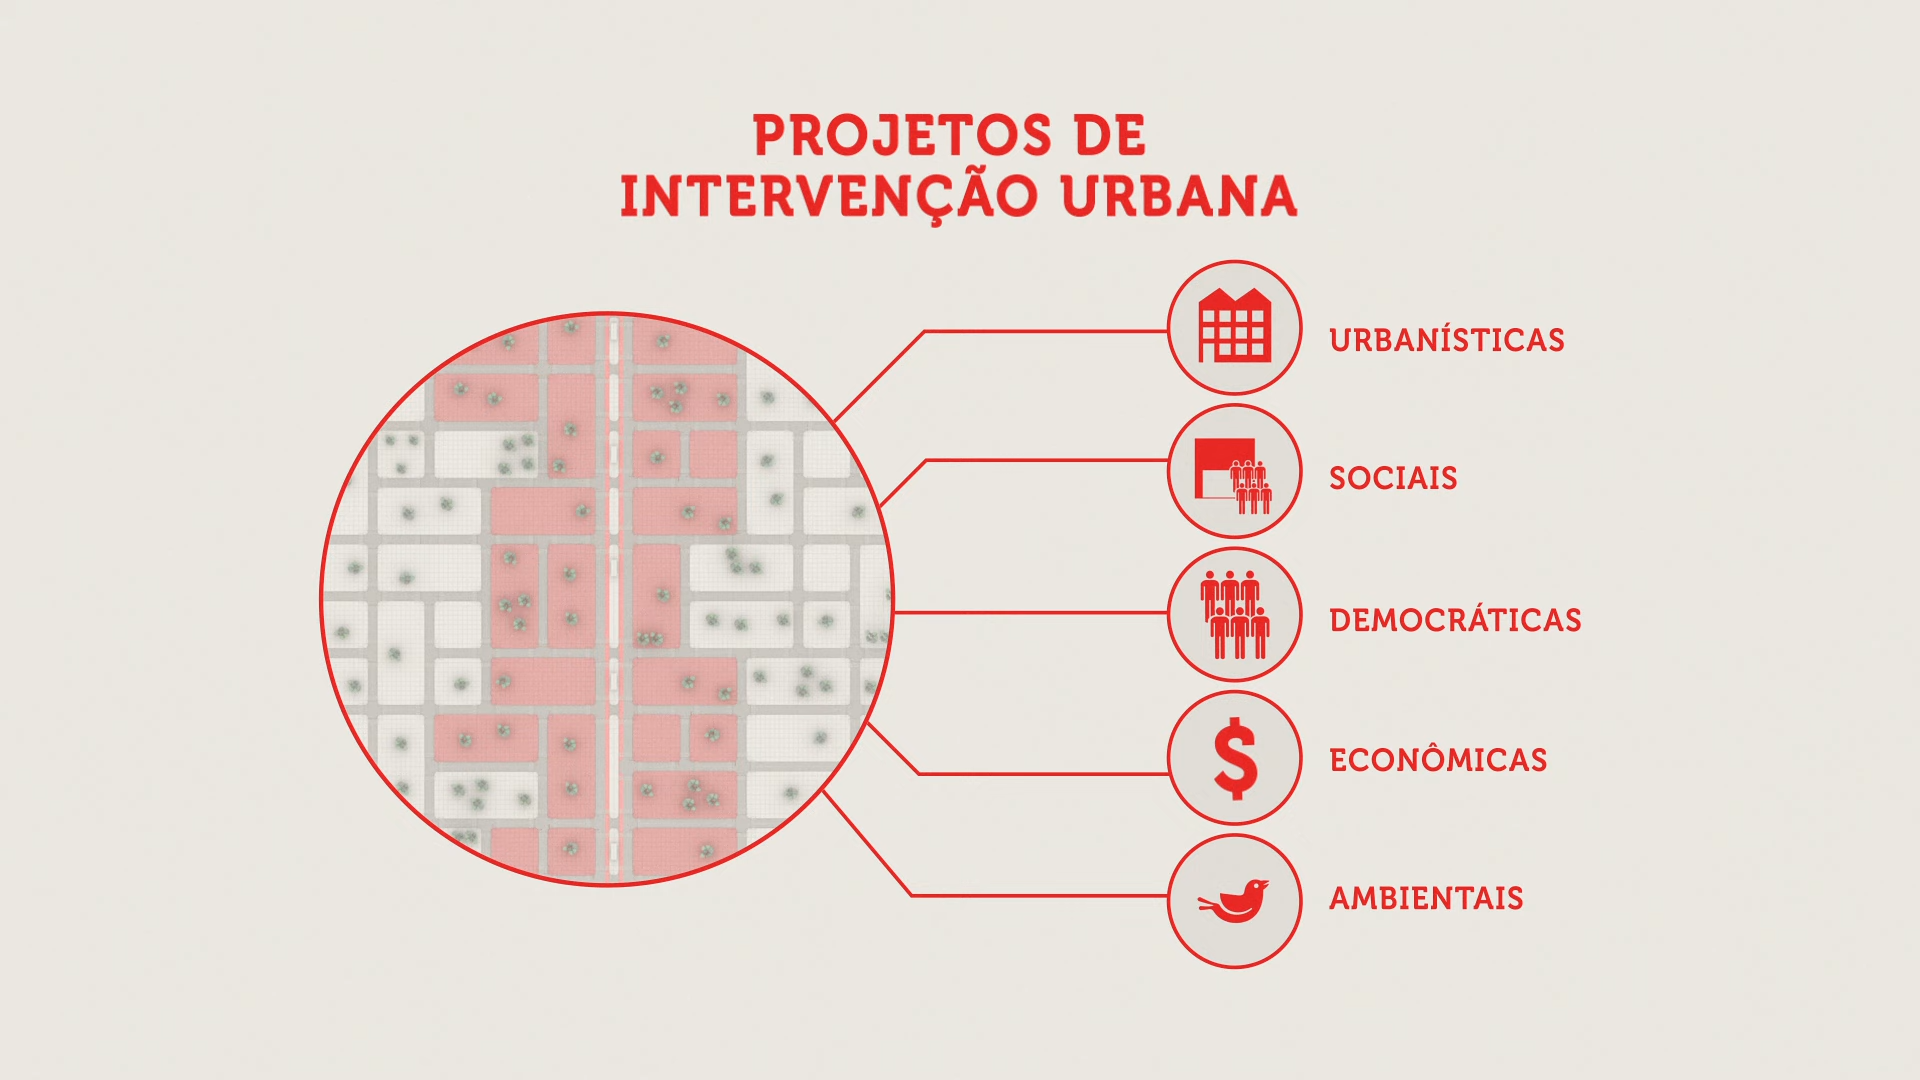 PROJETOS DE
INTERVENÇÃO URBANA
URBANÍSTICAS
SOCIAIS
DEMOCRÁTICAS
$
ECONÔMICAS
AMBIENTAIS